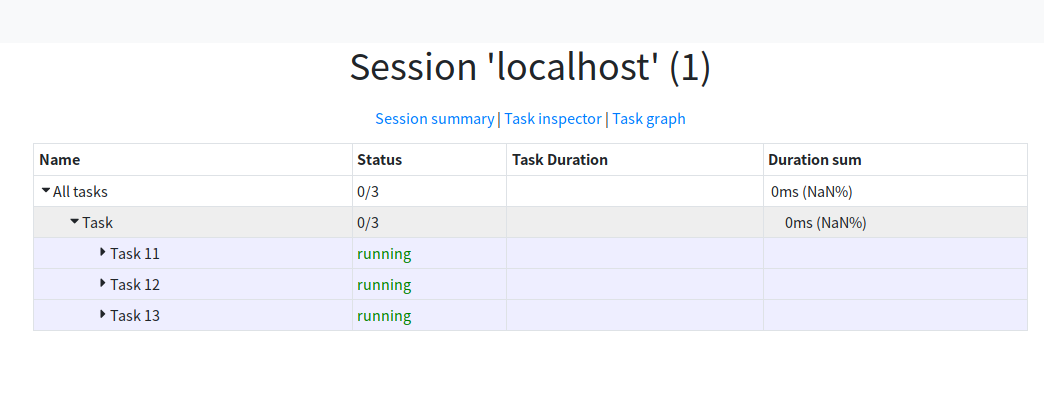 Session 'localhost' (1)
Session summary | Task inspector | Task graph
Name Status Task Duration Duration sum
All tasks 0/3 0ms (NaN%)
Task 0/3 0ms (NaN%)
Task 11 running
Task 12 running
Task 13 running